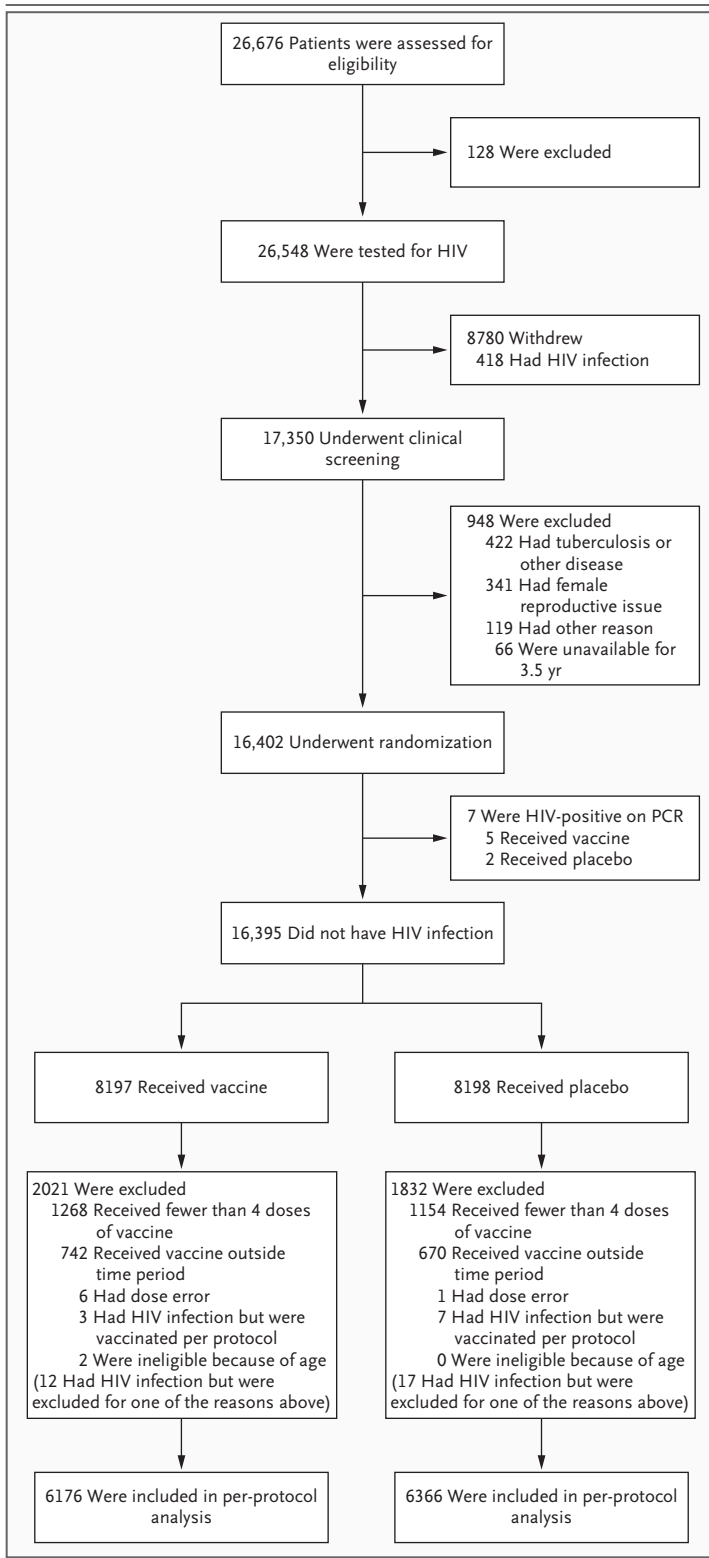 26,676 Patients were assessed for
eligibility
128 Were excluded
26,548 Were tested for HIV
8780 Withdrew
418 Had HIV infection
17,350 Underwent clinical
screening
948 Were excluded
422 Had tuberculosis or
other disease
341 Had female
reproductive issue
119 Had other reason
66 Were unavailable for
3.5 yr
16,402 Underwent randomization
7 Were HIV-positive on PCR
5 Received vaccine
2 Received placebo
16,395 Did not have HIV infection
8197 Received vaccine
8198 Received placebo
2021 Were excluded
1268 Received fewer than 4 doses
of vaccine
742 Received vaccine outside
time period
6 Had dose error
3 Had HIV infection but were
vaccinated per protocol
2 Were ineligible because of age
(12 Had HIV infection but were
excluded for one of the reasons above)
1832 Were excluded
1154 Received fewer than 4 doses
of vaccine
670 Received vaccine outside
time period
1 Had dose error
7 Had HIV infection but were
vaccinated per protocol
0 Were ineligible because of age
(17 Had HIV infection but were
excluded for one of the reasons above)
6176 Were included in per-protocol
analysis
6366 Were included in per-protocol
analysis